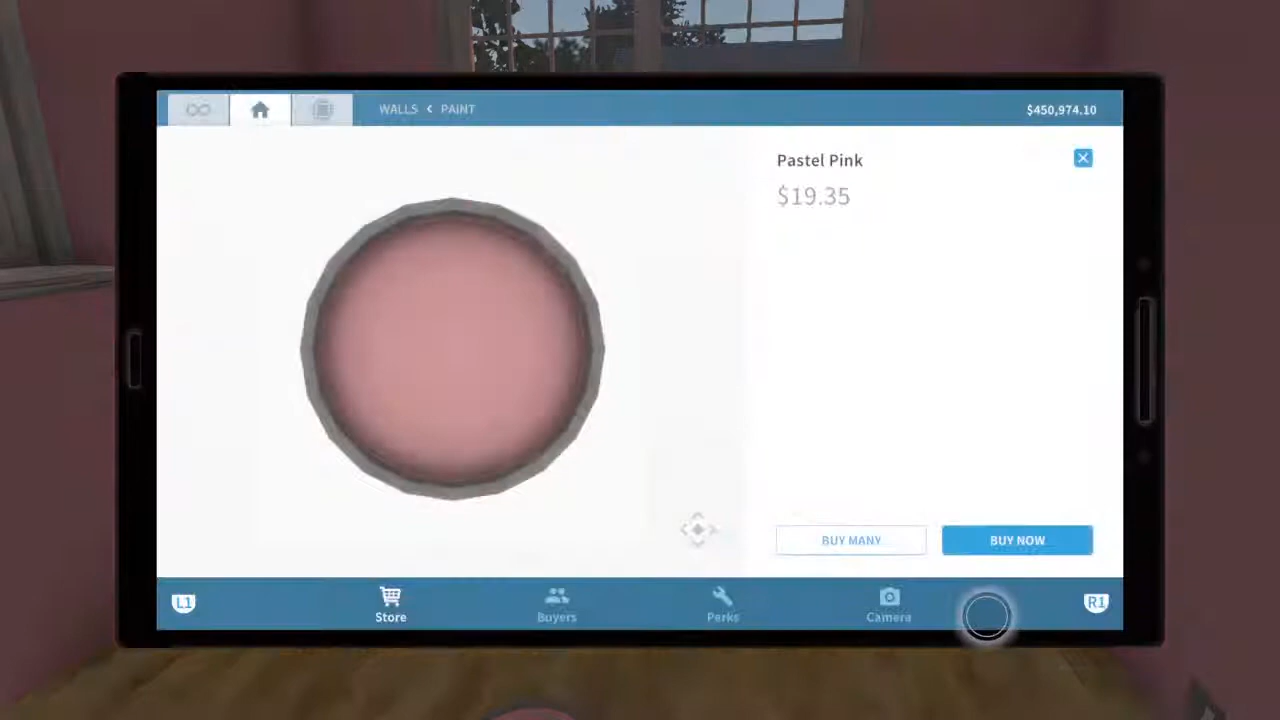 WALLS < PAINT
$450,974.10
Pastel Pink
$19.35
BUY MANY
BUY NOW
L1
Store
Buyers
Perks
Camera
R1